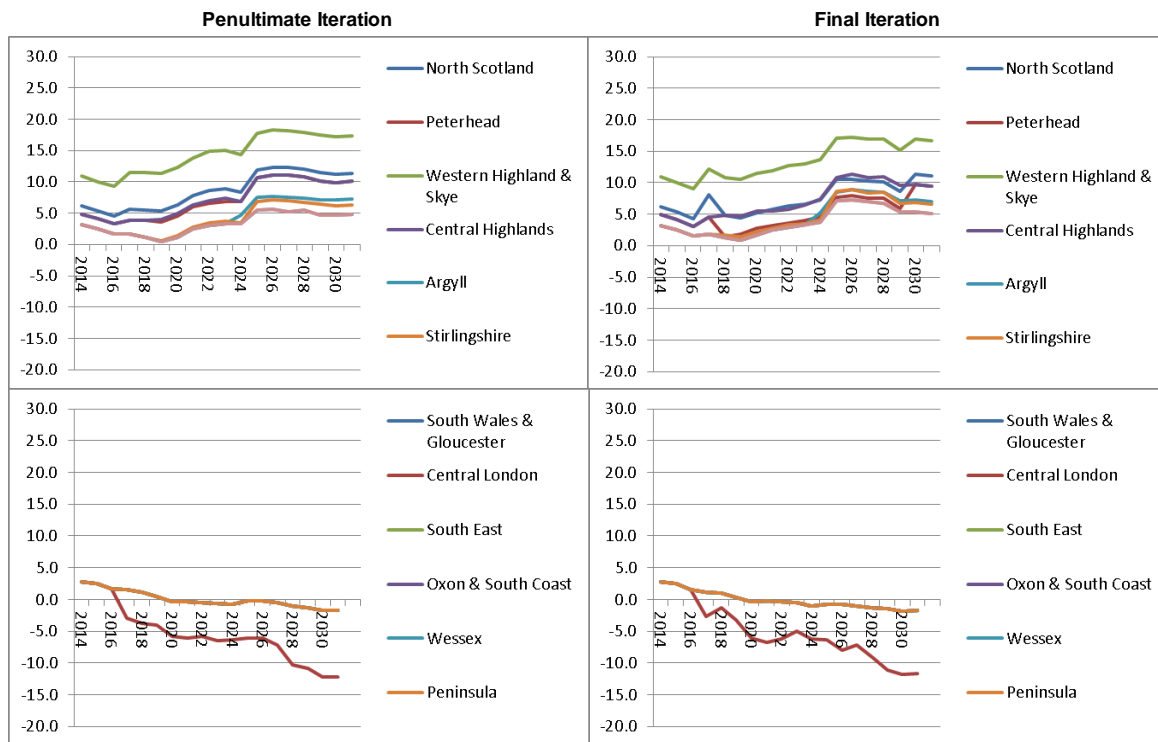 Penultimate Iteration
Final Iteration
30.0
25.0
20.0
15.0
10.0
5.0
0.0
-5.0
-10.0
-15.0
-20.0
2014
2016
2018
2020
2022
2024
2026
2028
2030
North Scotland
Peterhead
Western Highland &
Skye
Central Highlands
Argyll
Stirlingshire
30.0
25.0
20.0
15.0
10.0
5.0
0.0
-5.0
-10.0
-15.0
-20.0
2014
2016
2018
2020
2022
2024
2026
2028
2030
North Scotland
Peterhead
Western Highland &
Skye
Central Highlands
Argyll
Stirlingshire
30.0
25.0
20.0
15.0
10.0
5.0
0.0
-5.0
-10.0
-15.0
-20.0
2014
2016
2018
2020
2022
2024
2026
2028
2030
South Wales &
Gloucester
Central London
South East
Oxon & South Coast
Wessex
Peninsula
30.0
25.0
20.0
15.0
10.0
5.0
0.0
-5.0
-10.0
-15.0
-20.0
2014
2016
2018
2020
2022
2024
2026
2028
2030
South Wales &
Gloucester
Central London
South East
Oxon & South Coast
Wessex
Peninsula